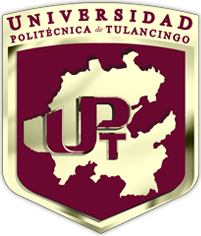 UNIVERSIDAD
POLITÉCNICA de TULANCINGO
UPT